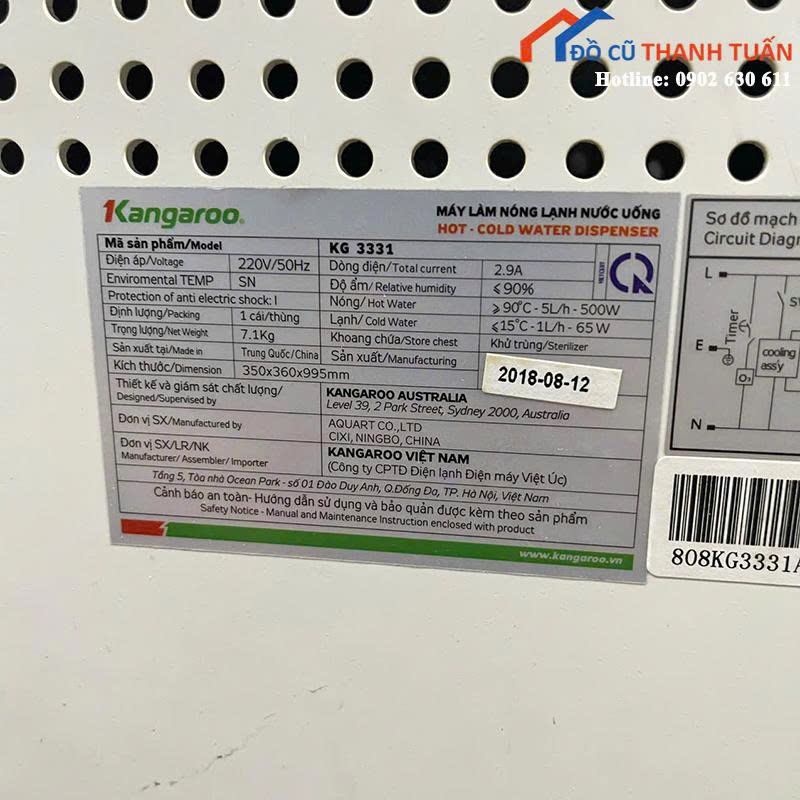 ĐỒ CŨ THANH TUẤN
Hotline: 0902 630 611
Kangaroo®
MÁY LÀM NÓNG LẠNH NƯỚC UỐNG
HOT - COLD WATER DISPENSER
Mã sản phẩm/Model KG 3331
Điện áp/Voltage 220V/50Hz Dòng điện/Total current 2.9A
Enviromental TEMP SN Độ ẩm/Relative humidity ≤90%
Protection of anti electric shock: I Nóng/Hot Water ≥90°C - 5L/h - 500W
Định lượng/Packing 1 cái/thùng Lạnh/Cold Water ≤15°C - 1L/h - 65W
Trọng lượng/Net Weight 7.1Kg Khoang chứa/Store chest Khử trùng/Sterilizer
Sản xuất tại/Made in Trung Quốc/China Sản xuất/Manufacturing 2018-08-12
Kích thước/Dimension 350x360x995mm
Thiết kế và giám sát chất lượng/ KANGAROO AUSTRALIA
Designed/Supervised by Level 39, 2 Park Street, Sydney 2000, Australia
Đơn vị SX/Manufactured by AQUART CO.,LTD
CIXI, NINGBO, CHINA
Đơn vị SX/LR/NK KANGAROO VIỆT NAM
Manufacturer/Assembler/Importer (Công ty CPTĐ Điện lạnh Điện máy Việt Úc)
Tầng 5, Tòa nhà Ocean Park - số 01 Đào Duy Anh, Q.Đống Đa, TP. Hà Nội, Việt Nam
Cảnh báo an toàn- Hướng dẫn sử dụng và bảo quản được kèm theo sản phẩm
Safety Notice - Manual and Maintenance Instruction enclosed with product
www.kangaroo.vn
Sơ đồ mạch
Circuit Diagr
L
Timer
E
cooling
ass'y
N
808KG3331A